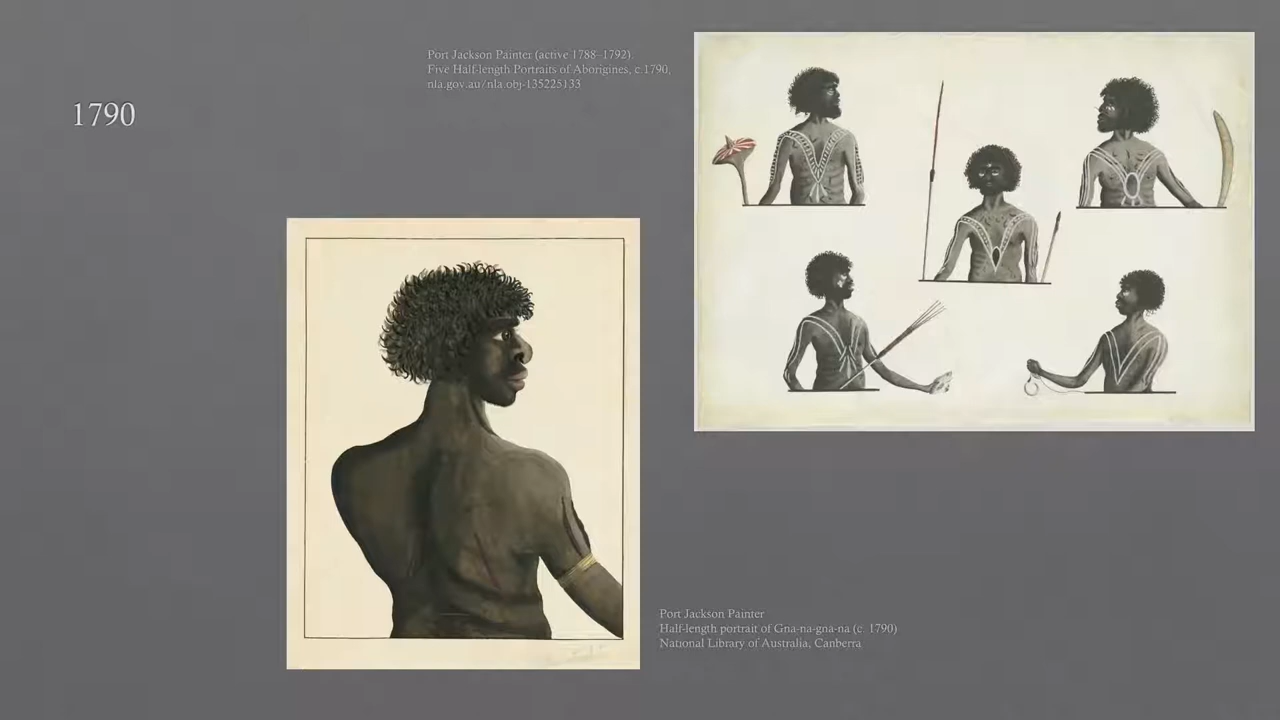 Port Jackson Painter (active 1788–1792).
Five Half-length Portraits of Aborigines, c.1790,
nla.gov.au/nla.obj-135225133
1790
Port Jackson Painter
Half-length portrait of Gna-na-gna-na (c. 1790)
National Library of Australia, Canberra